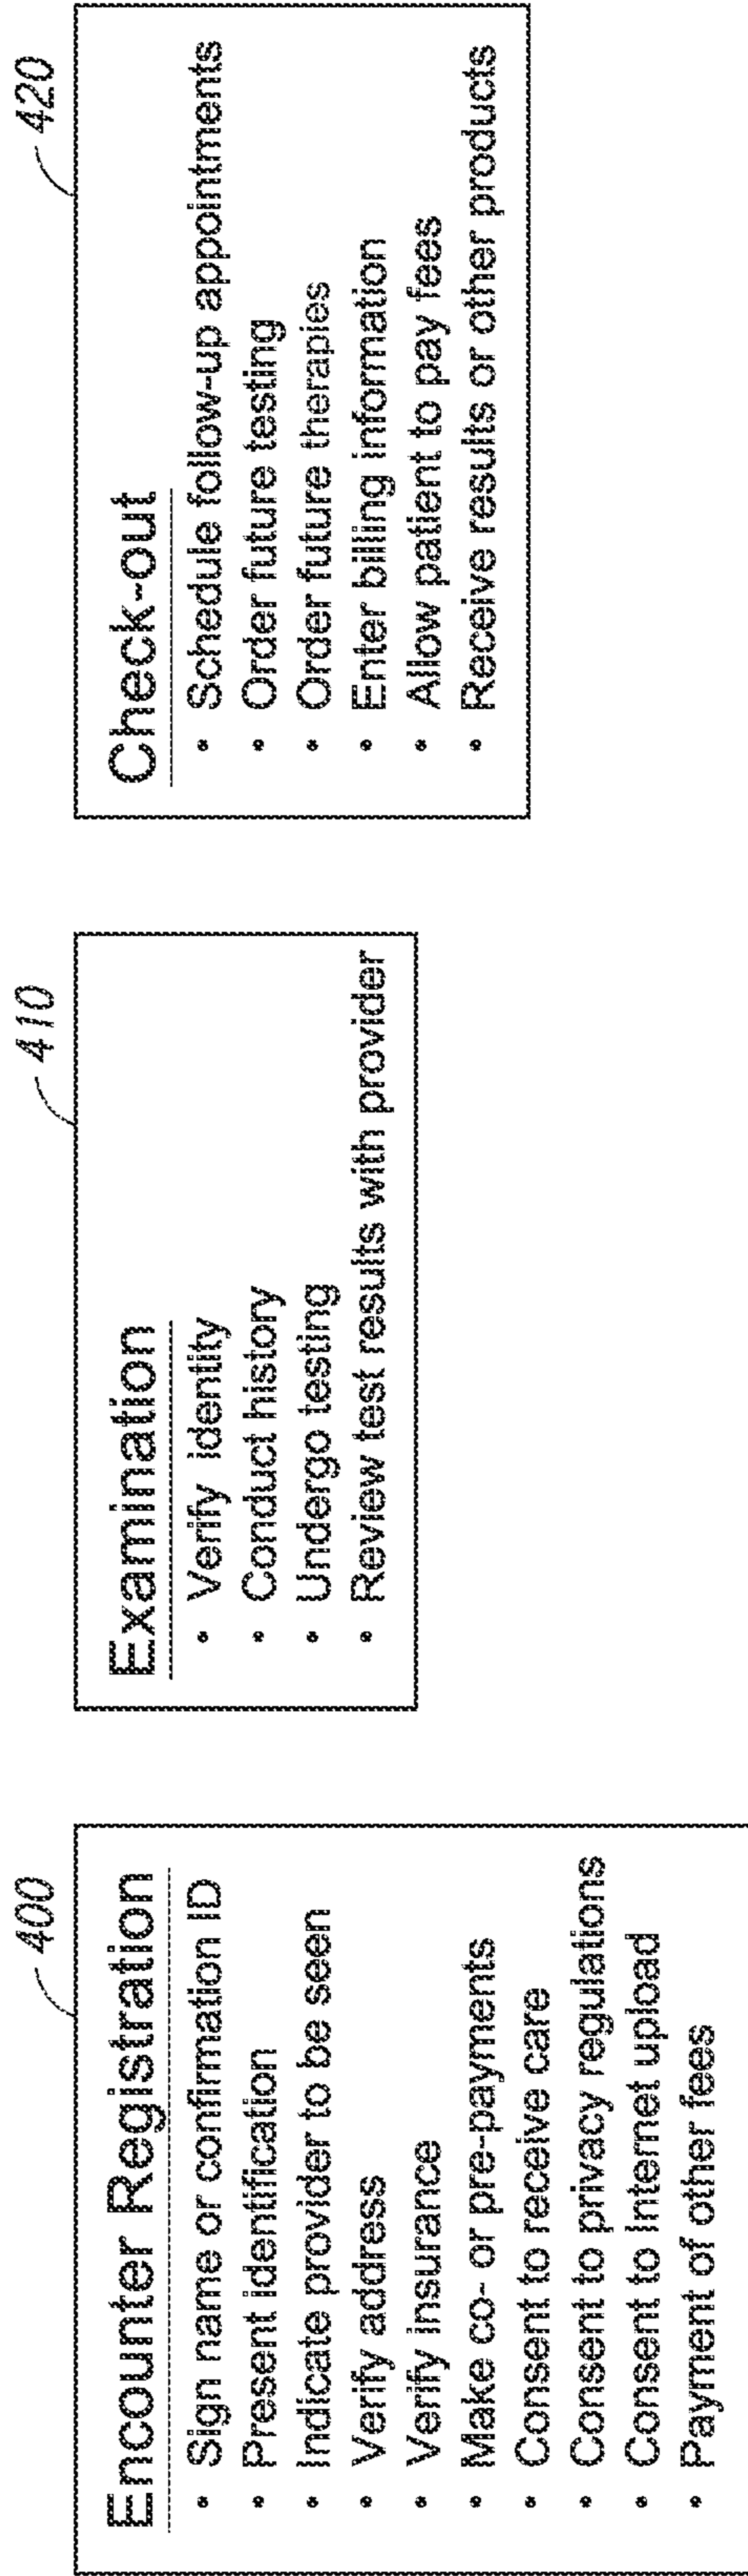 400
Encounter Registration
• Sign name or confirmation ID
• Present identification
• Indicate provider to be seen
• Verify address
• Verify insurance
• Make co- or pre-payments
• Consent to receive care
• Consent to privacy regulations
• Consent to Internet upload
• Payment of other fees
410
Examination
• Verify identity
• Conduct history
• Undergo testing
• Review test results with provider
420
Check-out
• Schedule follow-up appointments
• Order future testing
• Order future therapies
• Enter billing information
• Allow patient to pay fees
• Receive results or other products